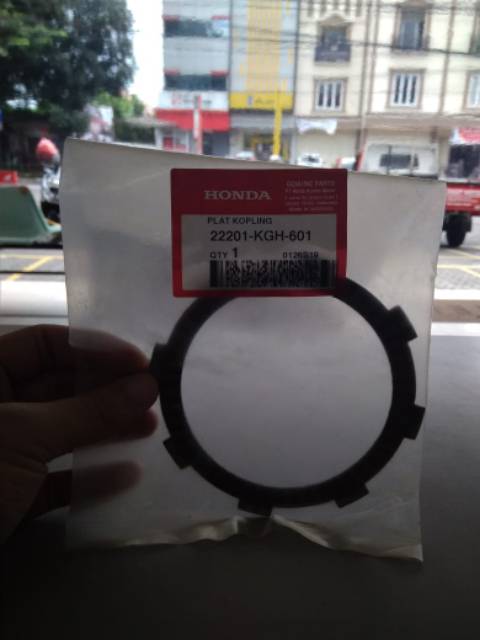 HONDA
GENUINE PARTS
PLAT KOPLING
22201-KGH-601
QTY 1